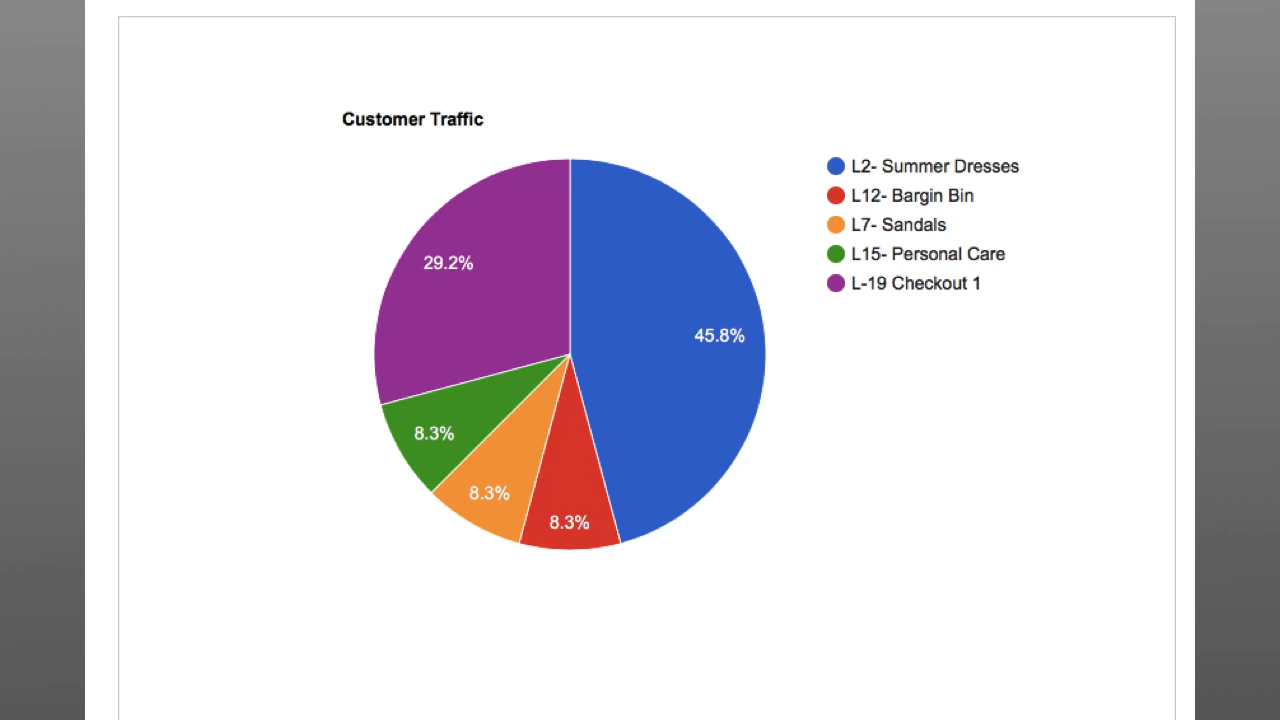 Customer Traffic
L2- Summer Dresses
L12- Bargin Bin
L7- Sandals
L15- Personal Care
L-19 Checkout 1
29.2%
45.8%
8.3%
8.3%
8.3%